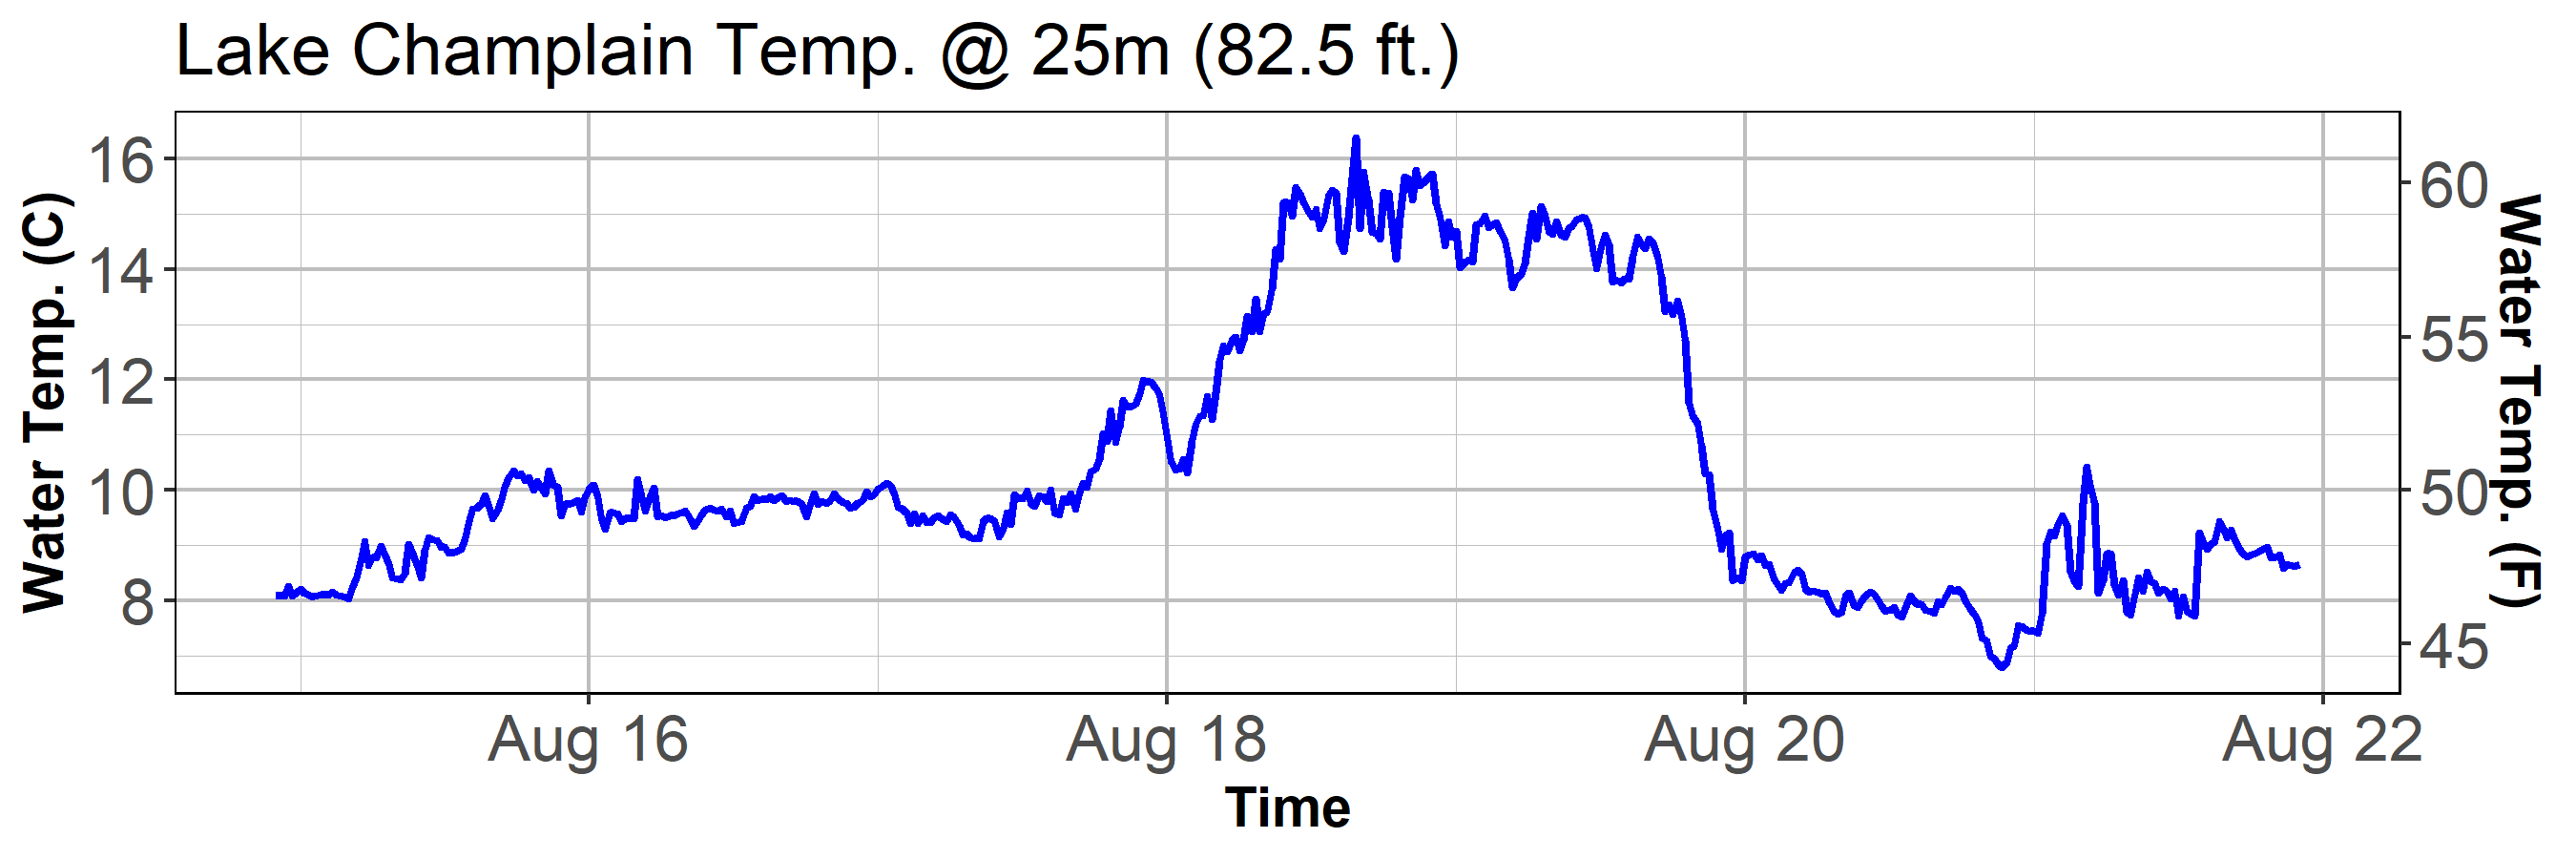 Lake Champlain Temp. @ 25m (82.5 ft.)
Water Temp. (C)
16
14
12
10
8
60
55
50
45
Water Temp. (F)
Aug 16
Aug 18
Aug 20
Aug 22
Time